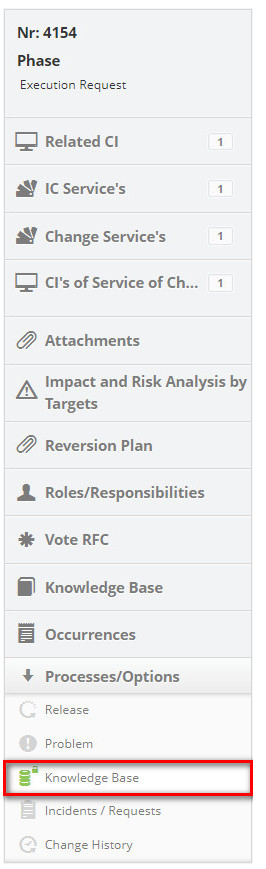 Nr: 4154
Phase
Execution Request
Related CI 1
IC Service's 1
Change Service's 1
CI's of Service of Ch... 1
Attachments
Impact and Risk Analysis by
Targets
Reversion Plan
Roles/Responsibilities
Vote RFC
Knowledge Base
Occurrences
Processes/Options
Release
Problem
Knowledge Base
Incidents / Requests
Change History